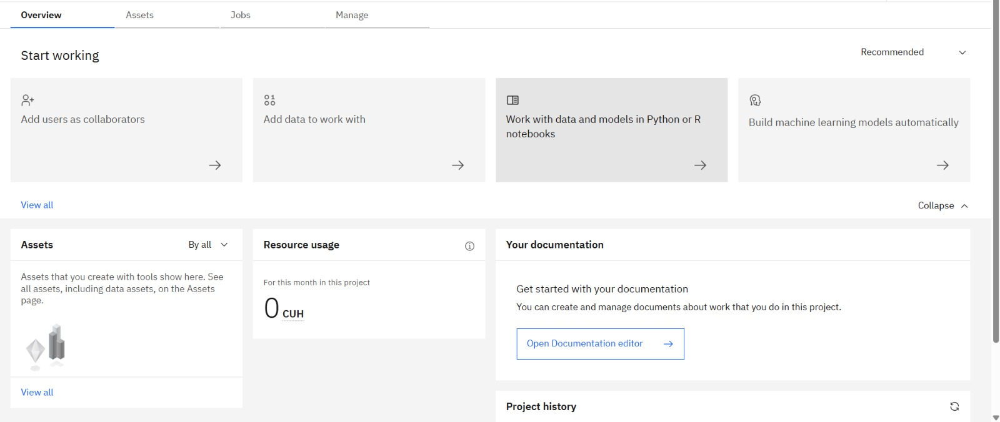 Overview
Assets
Jobs
Manage
Start working
Recommended
Add users as collaborators
Add data to work with
Work with data and models in Python or R
notebooks
Build machine learning models automatically
View all
Collapse
Assets
By all
Assets that you create with tools show here. See
all assets, including data assets, on the Assets
page.
View all
Resource usage
For this month in this project
0 CUH
Your documentation
Get started with your documentation
You can create and manage documents about work that you do in this project.
Open Documentation editor
Project history